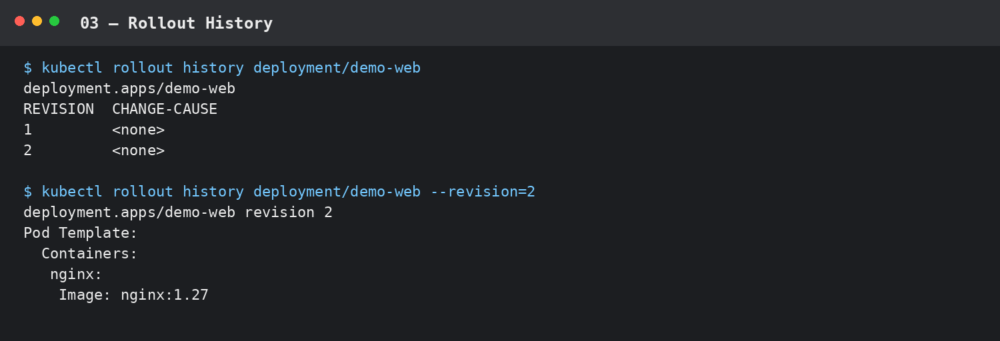 03 — Rollout History
$ kubectl rollout history deployment/demo-web
deployment.apps/demo-web
REVISION  CHANGE-CAUSE
1         <none>
2         <none>
$ kubectl rollout history deployment/demo-web --revision=2
deployment.apps/demo-web revision 2
Pod Template:
  Containers:
   nginx:
    Image: nginx:1.27